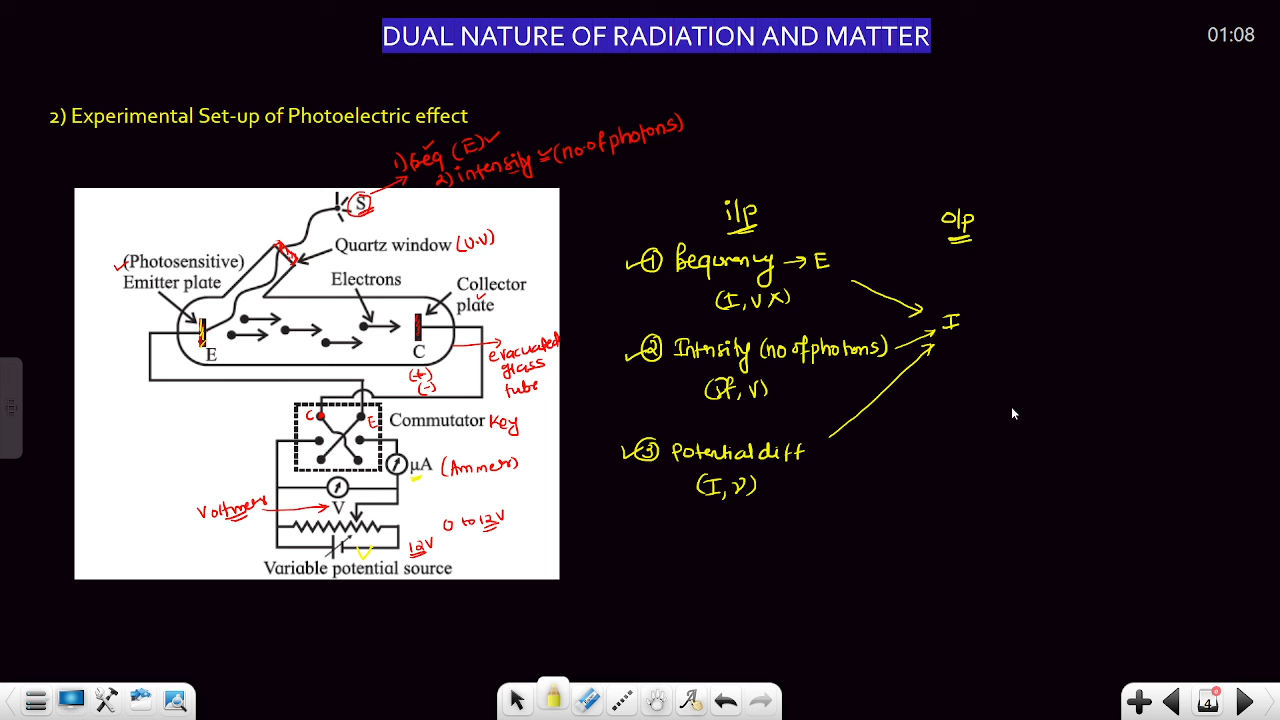 DUAL NATURE OF RADIATION AND MATTER
01:08
2) Experimental Set-up of Photoelectric effect
1) freq (E)
2) intensity = (no. of photons)
S
Quartz window (U.V)
(Photosensitive)
Emitter plate
Electrons
Collector
plate
E
C
(+)
(-)
evacuated
glass
tube
C
E
Commutator key
μA (Ammeter)
Voltmeter
V
0 to 12V
12V
Variable potential source
i/p
o/p
1 frequency → E
(I, V x)
I
2 Intensity (no of photons)
3 Potential diff
(I, ν)
4